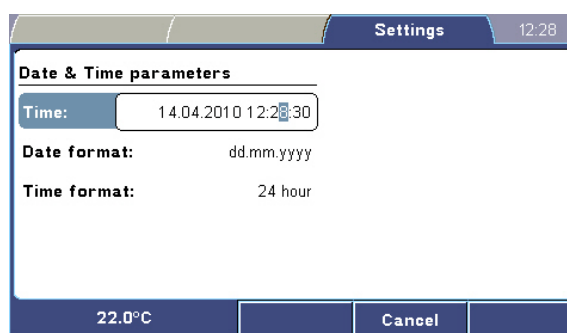 Settings 12:28
Date & Time parameters
Time: 14.04.2010 12:28:30
Date format: dd.mm.yyyy
Time format: 24 hour
22.0°C Cancel